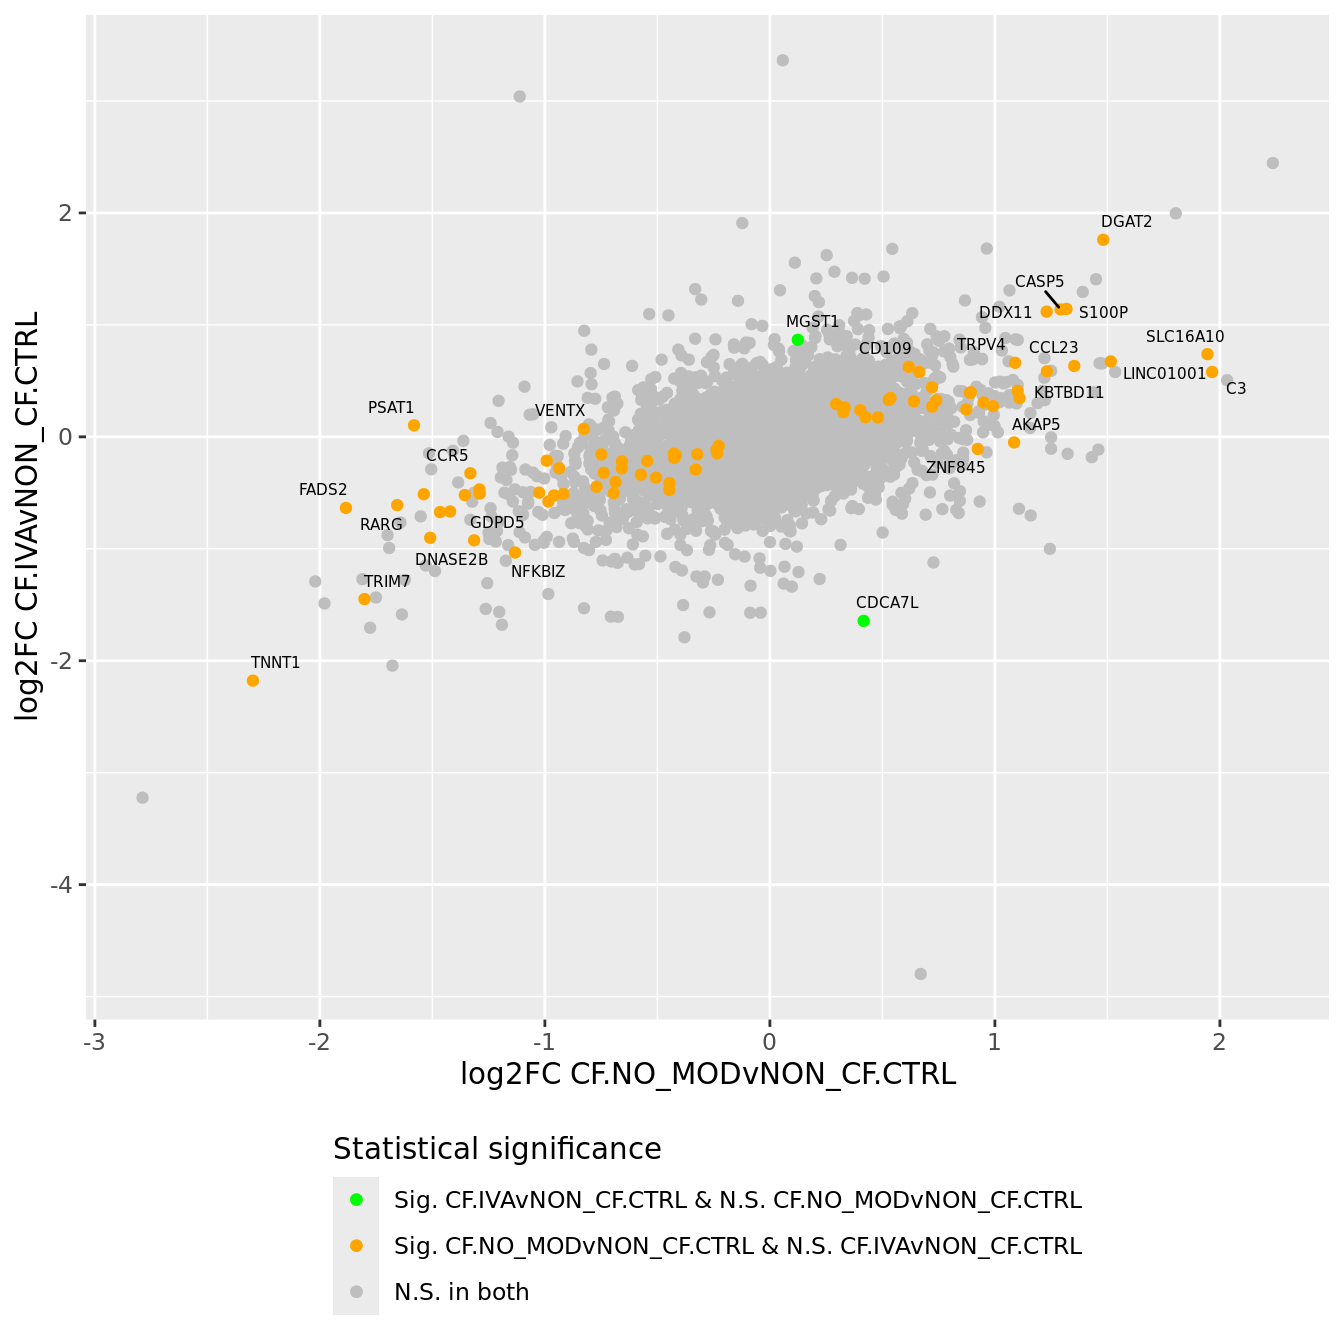 log2FC CF.IVAvNON_CF.CTRL
2
0
-2
-4
DGAT2
CASP5
DDX11
S100P
MGST1
SLC16A10
CD109
TRPV4
CCL23
LINC01001
C3
KBTBD11
PSAT1
VENTX
AKAP5
CCR5
ZNF845
FADS2
RARG
GDPD5
DNASE2B
NFKBIZ
TRIM7
CDCA7L
TNNT1
-3
-2
-1
0
1
2
log2FC CF.NO_MODvNON_CF.CTRL
Statistical significance
Sig. CF.IVAvNON_CF.CTRL & N.S. CF.NO_MODvNON_CF.CTRL
Sig. CF.NO_MODvNON_CF.CTRL & N.S. CF.IVAvNON_CF.CTRL
N.S. in both